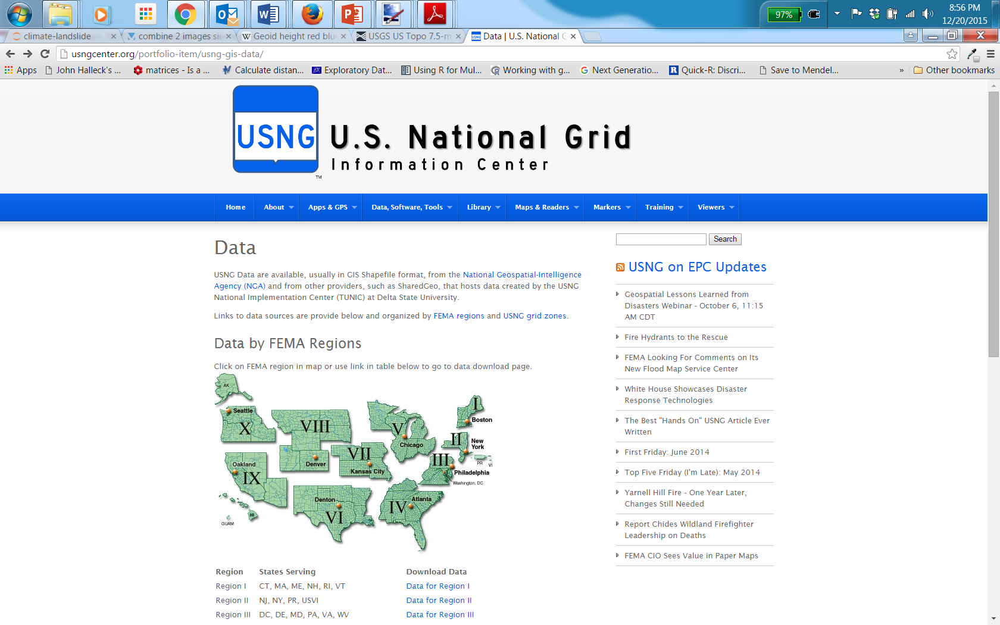 97%
8:56 PM
12/20/2015
climate-landslide
combine 2 images si
Geoid height red blu
USGS US Topo 7.5-m
Data | U.S. National G
usngcenter.org/portfolio-item/usng-gis-data/
Apps
John Halleck's ...
matrices - Is a ...
Calculate distan...
Exploratory Dat...
Using R for Mul...
Working with g...
Next Generatio...
Quick-R: Discri...
Save to Mendel...
» Other bookmarks
USNG
TM
U.S. National Grid
Information Center
Home
About
Apps & GPS
Data, Software, Tools
Library
Maps & Readers
Markers
Training
Viewers
Data
USNG Data are available, usually in GIS Shapefile format, from the National Geospatial-Intelligence
Agency (NGA) and from other providers, such as SharedGeo, that hosts data created by the USNG
National Implementation Center (TUNIC) at Delta State University.
Links to data sources are provide below and organized by FEMA regions and USNG grid zones.
Data by FEMA Regions
Click on FEMA region in map or use link in table below to go to data download page.
AK
Seattle
X
VIII
V
I
Boston
II
New
York
Chicago
VII
III
PR
VI
Denver
Kansas City
Philadelphia
Washington, DC
Oakland
IX
Denton
VI
Atlanta
IV
HI
GUAM
Region States Serving Download Data
Region I CT, MA, ME, NH, RI, VT Data for Region I
Region II NJ, NY, PR, USVI Data for Region II
Region III DC, DE, MD, PA, VA, WV Data for Region III
Search
USNG on EPC Updates
Geospatial Lessons Learned from
Disasters Webinar - October 6, 11:15
AM CDT
Fire Hydrants to the Rescue
FEMA Looking For Comments on Its
New Flood Map Service Center
White House Showcases Disaster
Response Technologies
The Best "Hands On" USNG Article Ever
Written
First Friday: June 2014
Top Five Friday (I'm Late): May 2014
Yarnell Hill Fire - One Year Later,
Changes Still Needed
Report Chides Wildland Firefighter
Leadership on Deaths
FEMA CIO Sees Value in Paper Maps